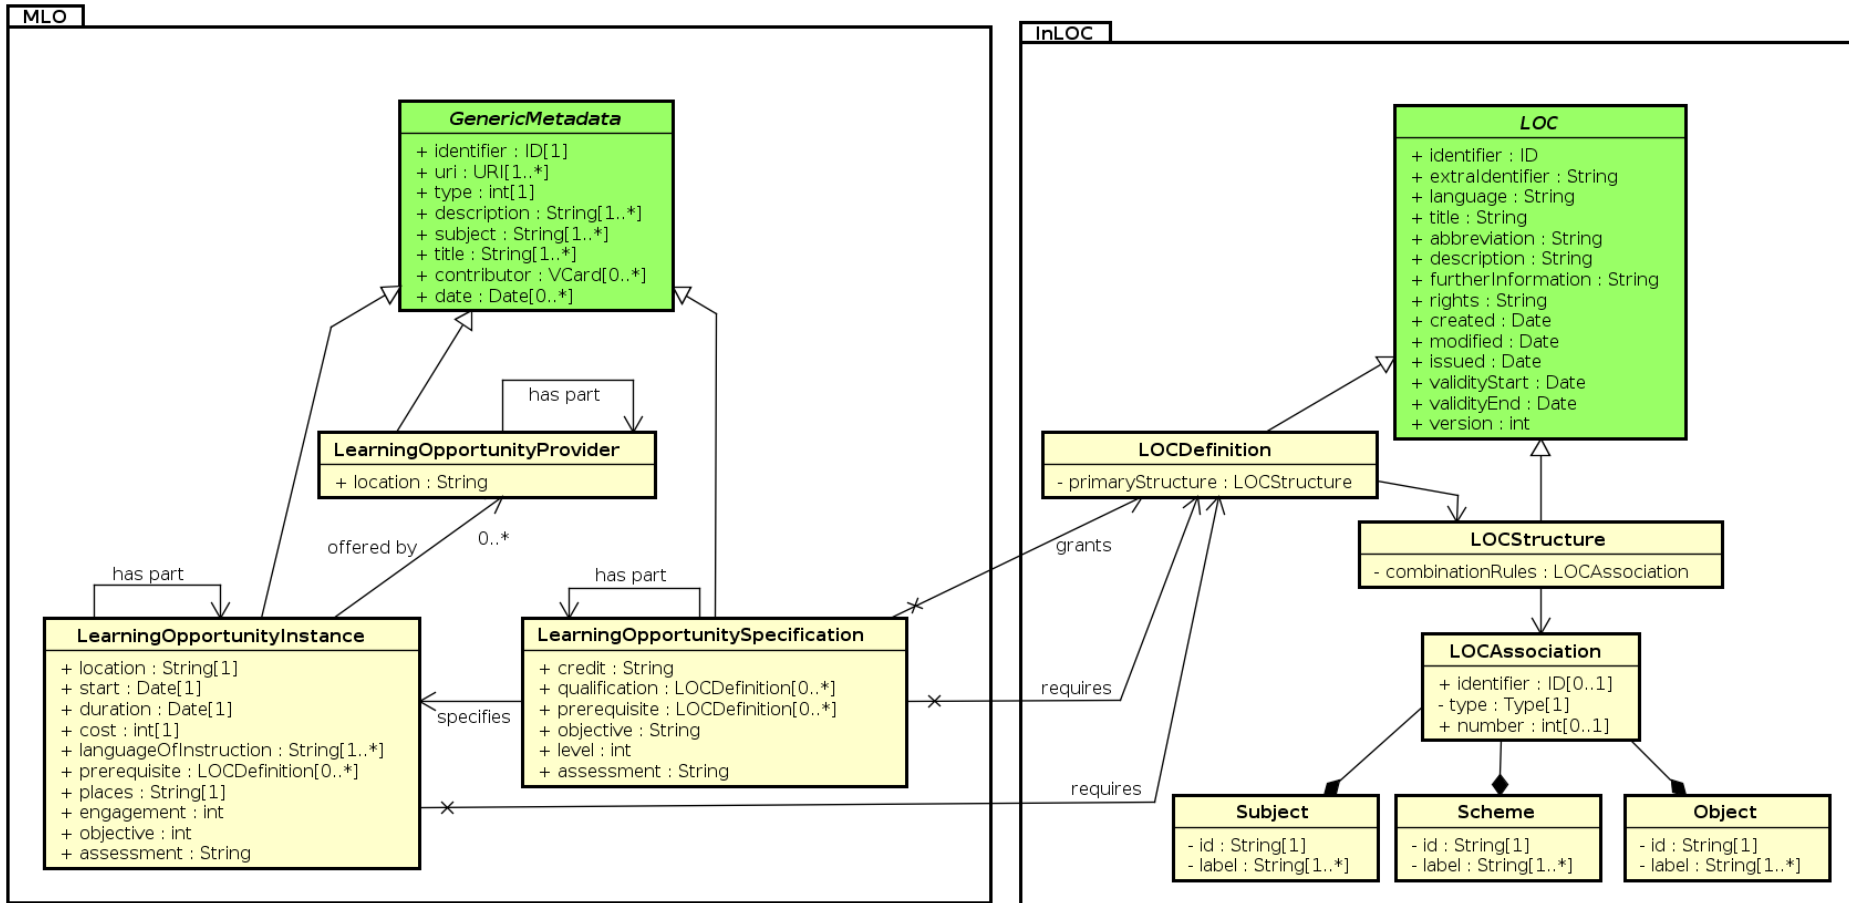 MLO
GenericMetadata
+ identifier : ID[1]
+ uri : URI[1..*]
+ type : int[1]
+ description : String[1..*]
+ subject : String[1..*]
+ title : String[1..*]
+ contributor : VCard[0..*]
+ date : Date[0..*]
has part
LearningOpportunityProvider
+ location : String
offered by
0..*
has part
has part
LearningOpportunityInstance
+ location : String[1]
+ start : Date[1]
+ duration : Date[1]
+ cost : int[1]
+ languageOfInstruction : String[1..*]
+ prerequisite : LOCDefinition[0..*]
+ places : String[1]
+ engagement : int
+ objective : int
+ assessment : String
specifies
LearningOpportunitySpecification
+ credit : String
+ qualification : LOCDefinition[0..*]
+ prerequisite : LOCDefinition[0..*]
+ objective : String
+ level : int
+ assessment : String
grants
requires
requires
InLOC
LOC
+ identifier : ID
+ extraIdentifier : String
+ language : String
+ title : String
+ abbreviation : String
+ description : String
+ furtherInformation : String
+ rights : String
+ created : Date
+ modified : Date
+ issued : Date
+ validityStart : Date
+ validityEnd : Date
+ version : int
LOCDefinition
- primaryStructure : LOCStructure
LOCStructure
- combinationRules : LOCAssociation
LOCAssociation
+ identifier : ID[0..1]
- type : Type[1]
+ number : int[0..1]
Subject
- id : String[1]
- label : String[1..*]
Scheme
- id : String[1]
- label : String[1..*]
Object
- id : String[1]
- label : String[1..*]